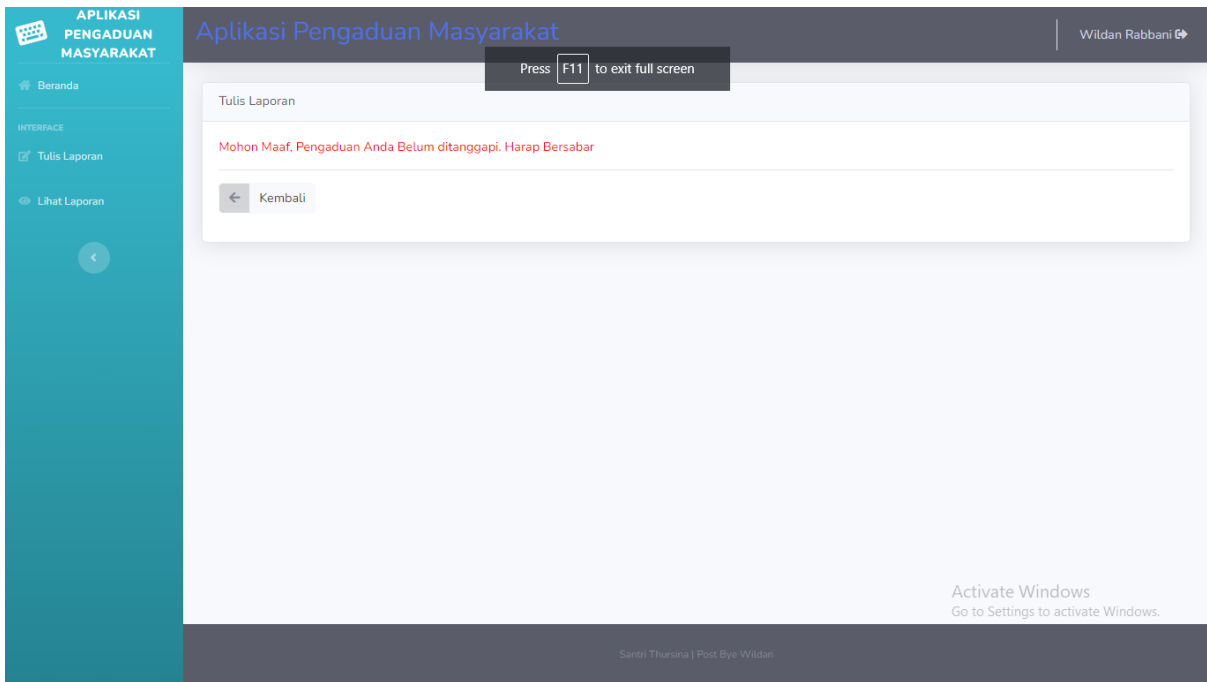 APLIKASI
PENGADUAN
MASYARAKAT
Beranda
INTERFACE
Tulis Laporan
Lihat Laporan
Aplikasi Pengaduan Masyarakat
Wildan Rabbani
Press F11 to exit full screen
Tulis Laporan
Mohon Maaf, Pengaduan Anda Belum ditanggapi. Harap Bersabar
Kembali
Activate Windows
Go to Settings to activate Windows.
Santri Thursina | Post Bye Wildan